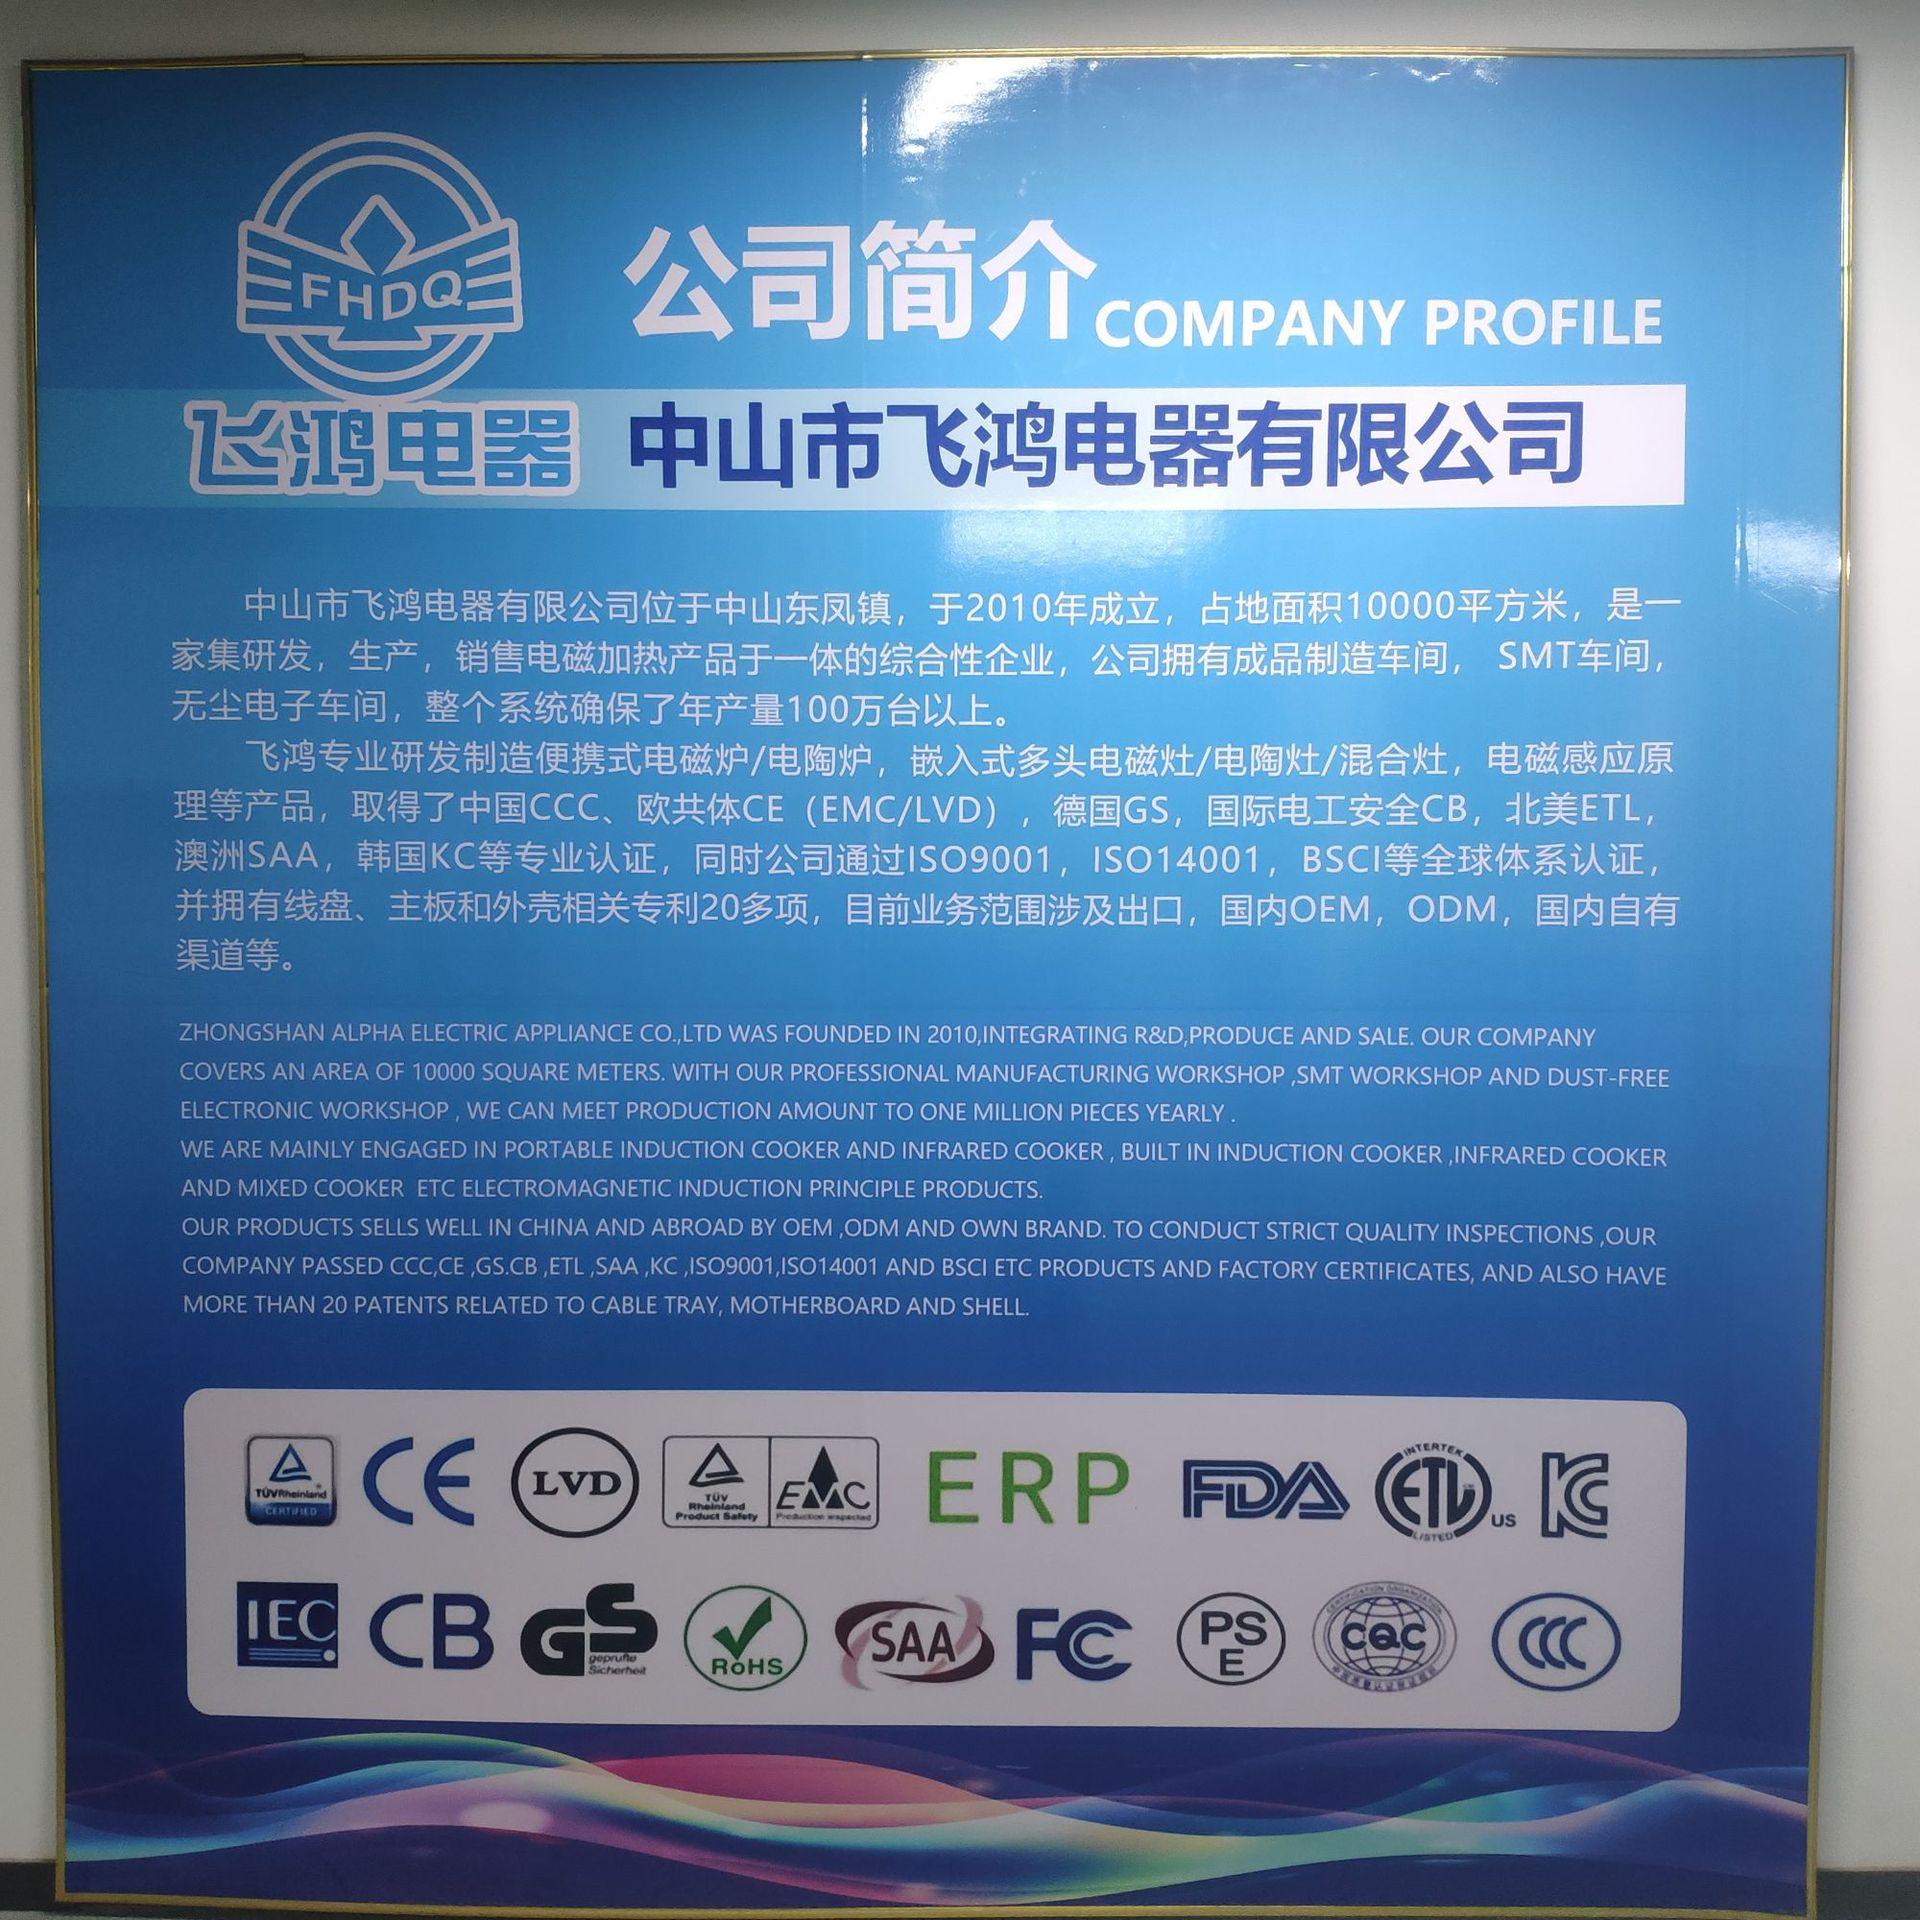 FHDQ
飞鸿电器
公司简介 COMPANY PROFILE
中山市飞鸿电器有限公司
中山市飞鸿电器有限公司位于中山东凤镇，于2010年成立，占地面积10000平方米，是一
家集研发，生产，销售电磁加热产品于一体的综合性企业，公司拥有成品制造车间， SMT车间，
无尘电子车间，整个系统确保了年产量100万台以上。
飞鸿专业研发制造便携式电磁炉/电陶炉，嵌入式多头电磁灶/电陶灶/混合灶，电磁感应原
理等产品，取得了中国CCC、欧共体CE（EMC/LVD），德国GS，国际电工安全CB，北美ETL，
澳洲SAA，韩国KC等专业认证，同时公司通过ISO9001，ISO14001，BSCI等全球体系认证，
并拥有线盘、主板和外壳相关专利20多项，目前业务范围涉及出口，国内OEM，ODM，国内自有
渠道等。
ZHONGSHAN ALPHA ELECTRIC APPLIANCE CO.,LTD WAS FOUNDED IN 2010,INTEGRATING R&D,PRODUCE AND SALE. OUR COMPANY
COVERS AN AREA OF 10000 SQUARE METERS. WITH OUR PROFESSIONAL MANUFACTURING WORKSHOP ,SMT WORKSHOP AND DUST-FREE
ELECTRONIC WORKSHOP , WE CAN MEET PRODUCTION AMOUNT TO ONE MILLION PIECES YEARLY .
WE ARE MAINLY ENGAGED IN PORTABLE INDUCTION COOKER AND INFRARED COOKER , BUILT IN INDUCTION COOKER ,INFRARED COOKER
AND MIXED COOKER ETC ELECTROMAGNETIC INDUCTION PRINCIPLE PRODUCTS.
OUR PRODUCTS SELLS WELL IN CHINA AND ABROAD BY OEM ,ODM AND OWN BRAND. TO CONDUCT STRICT QUALITY INSPECTIONS ,OUR
COMPANY PASSED CCC,CE ,GS.CB ,ETL ,SAA ,KC ,ISO9001,ISO14001 AND BSCI ETC PRODUCTS AND FACTORY CERTIFICATES, AND ALSO HAVE
MORE THAN 20 PATENTS RELATED TO CABLE TRAY, MOTHERBOARD AND SHELL.
TÜVRheinland®
CERTIFIED
CE
LVD
TÜV
Rheinland
Product Safety
EMC
Production inspected
ERP
FDA
INTERTEK
ETL
LISTED
US
KC
IEC
CB
GS
geprüfte
Sicherheit
RoHS
SAA
FC
PS
E
CERTIFICATION ORGANIZATION
CQC
CCC